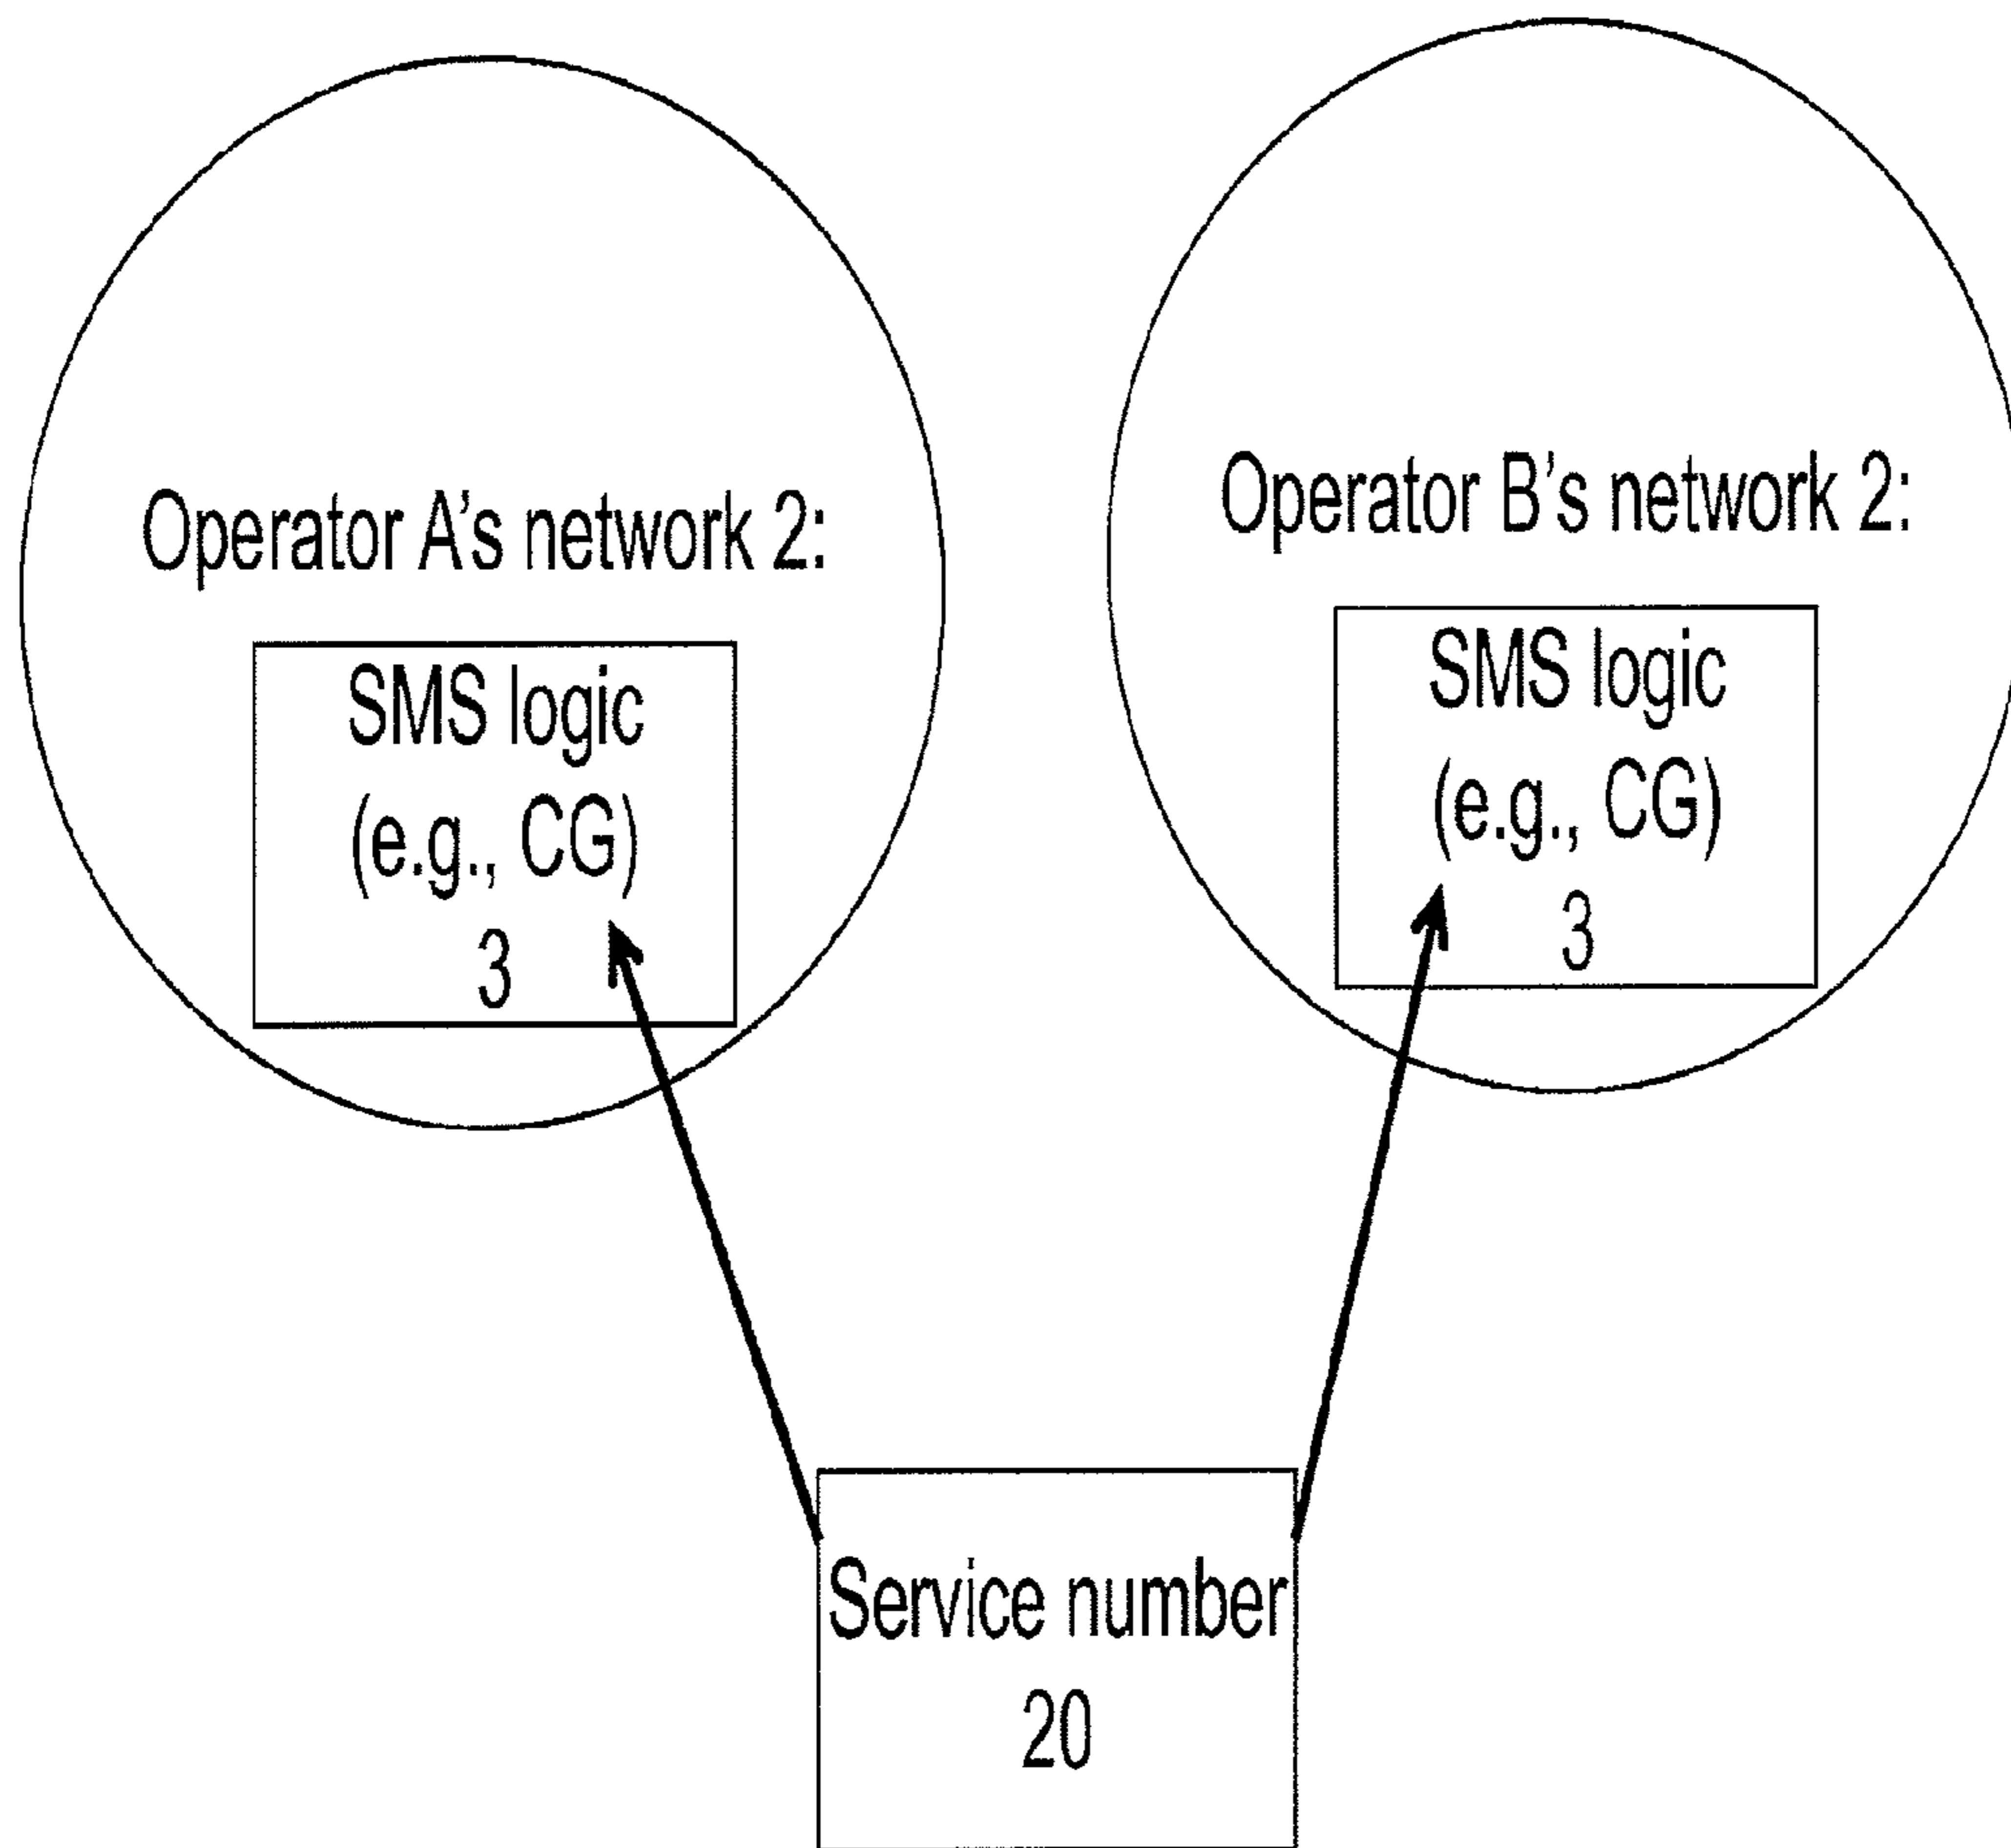 Operator A's network 2:
SMS logic
(e.g., CG)
3
Operator B's network 2:
SMS logic
(e.g., CG)
3
Service number
20